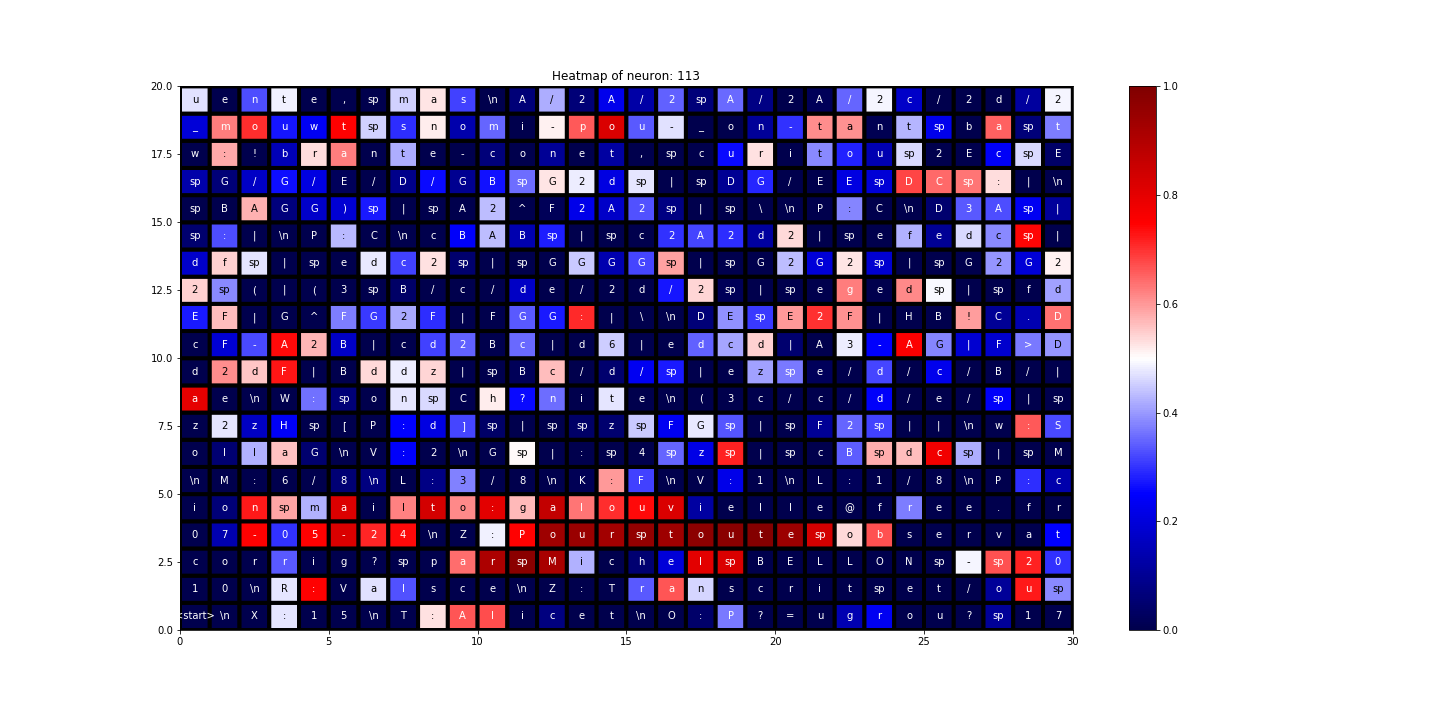 Heatmap of neuron: 113
20.0 u e n t e , sp m a s \n A / 2 A / 2 sp A / 2 A / 2 c / 2 d / 2 1.0
_ m o u w t sp s n o m i - p o u - _ o n - t a n t sp b a sp t
17.5 w : ! b r a n t e - c o n e t , sp c u r i t o u sp 2 E c sp E
sp G / G / E / D / G B sp G 2 d sp | sp D G / E E sp D C sp : | \n 0.8
15.0 sp B A G G ) sp | sp A 2 ^ F 2 A 2 sp | sp \ \n P : C \n D 3 A sp |
sp : | \n P : C \n c B A B sp | sp c 2 A 2 d 2 | sp e f e d c sp |
d f sp | sp e d c 2 sp | sp G G G G sp | sp G 2 G 2 sp | sp G 2 G 2
12.5 2 sp ( | ( 3 sp B / c / d e / 2 d / 2 sp | sp e g e d sp | sp f d 0.6
E F | G ^ F G 2 F | F G G : | \ \n D E sp E 2 F | H B ! C . D
10.0 c F - A 2 B | c d 2 B c | d 6 | e d c d | A 3 - A G | F > D
d 2 d F | B d d z | sp B c / d / sp | e z sp e / d / c / B / |
a e \n W : sp o n sp C h ? n i t e \n ( 3 c / c / d / e / sp | sp 0.4
7.5 z 2 z H sp [ P : d ] sp | sp sp z sp F G sp | sp F 2 sp | | \n w : S
o l l a G \n V : 2 \n G sp | : sp 4 sp z sp | sp c B sp d c sp | sp M
5.0 \n M : 6 / 8 \n L : 3 / 8 \n K : F \n V : 1 \n L : 1 / 8 \n P : c
i o n sp m a i l t o : g a l o u v i e l l e @ f r e e . f r 0.2
0 7 - 0 5 - 2 4 \n Z : P o u r sp t o u t e sp o b s e r v a t
2.5 c o r r i g ? sp p a r sp M i c h e l sp B E L L O N sp - sp 2 0
1 0 \n R : V a l s c e \n Z : T r a n s c r i t sp e t / o u sp
0.0 <start> \n X : 1 5 \n T : A l i c e t \n O : P ? = u g r o u ? sp 1 7 0.0
0 5 10 15 20 25 30